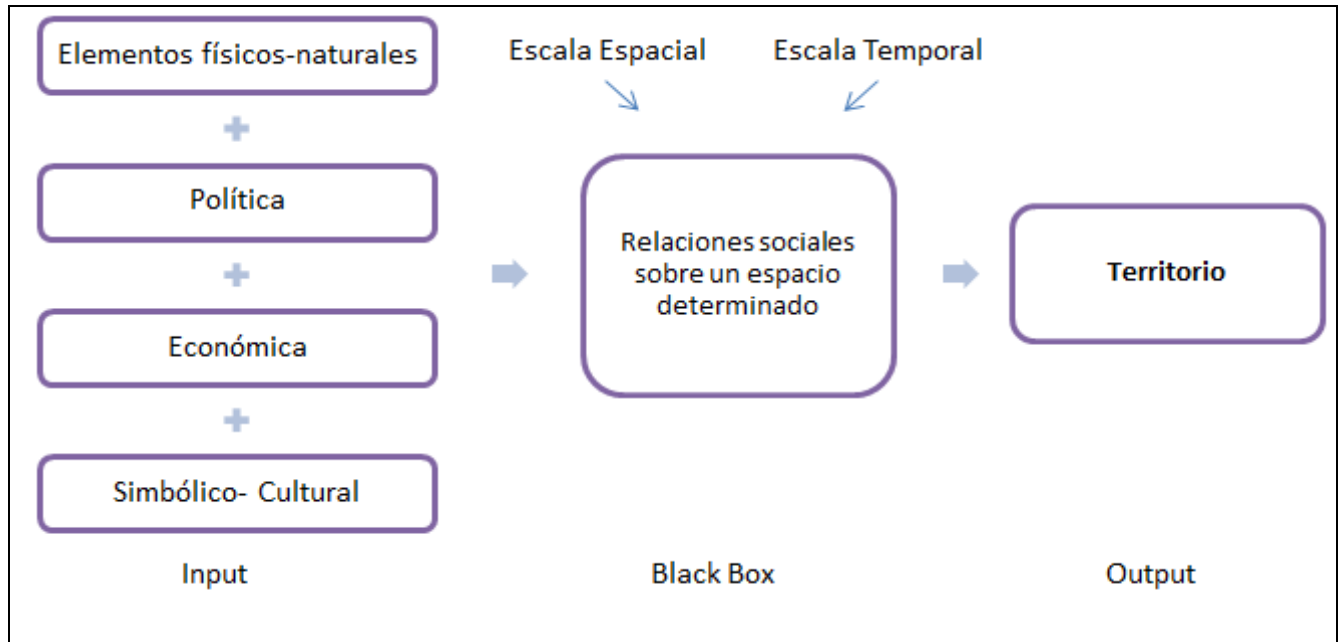 Elementos físicos-naturales
Política
Económica
Simbólico- Cultural
Input
Escala Espacial
Escala Temporal
Relaciones sociales
sobre un espacio
determinado
Black Box
Territorio
Output